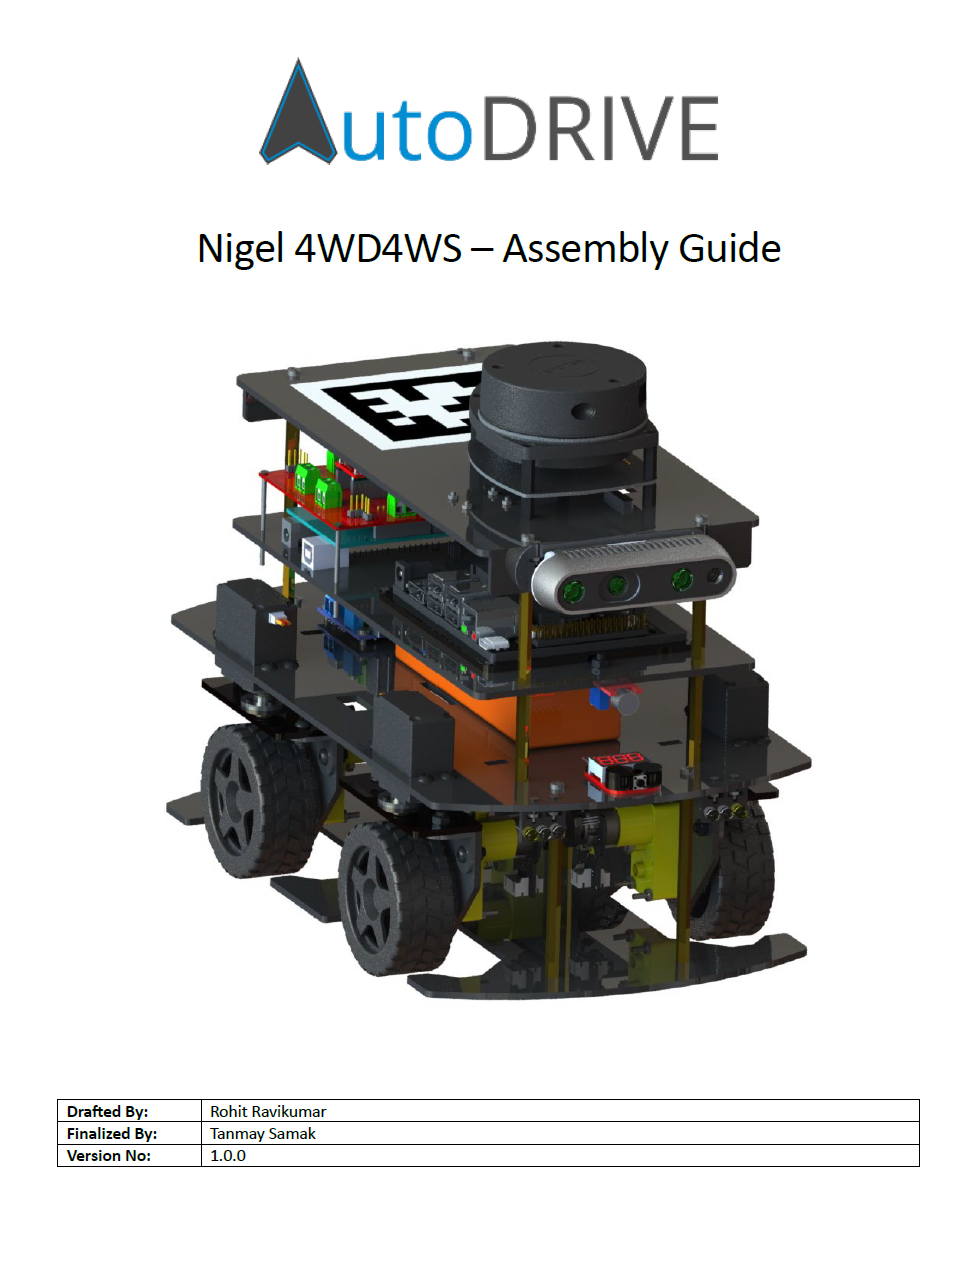 AutoDRIVE
Nigel 4WD4WS – Assembly Guide
Drafted By: Rohit Ravikumar
Finalized By: Tanmay Samak
Version No: 1.0.0